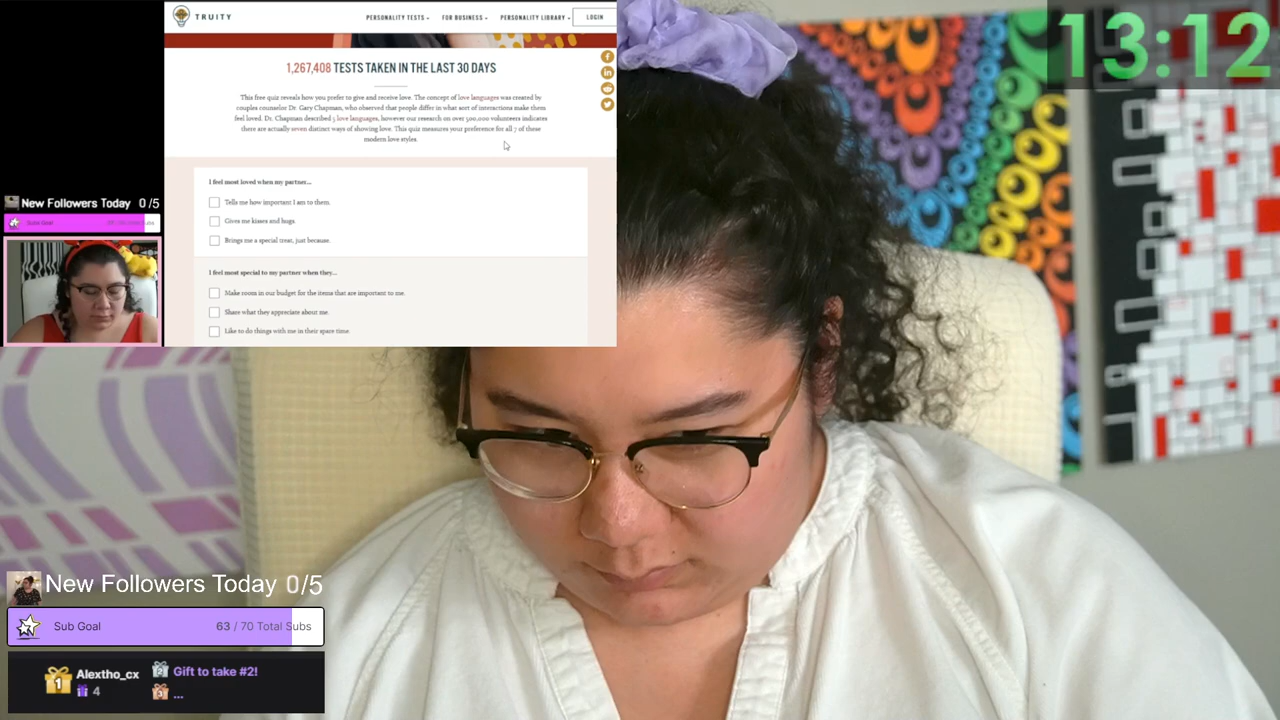 TRUITY
PERSONALITY TESTS
FOR BUSINESS
PERSONALITY LIBRARY
LOGIN
13:12
1,267,408 TESTS TAKEN IN THE LAST 30 DAYS
This free quiz reveals how you prefer to give and receive love. The concept of love languages was created by
couples counselor Dr. Gary Chapman, who observed that people differ in what sort of interactions make them
feel loved. Dr. Chapman described 5 love languages, however our research on over 500,000 volunteers indicates
there are actually seven distinct ways of showing love. This quiz measures your preference for all 7 of these
modern love styles.
I feel most loved when my partner...
Tells me how important I am to them.
Gives me kisses and hugs.
Brings me a special treat, just because.
I feel most special to my partner when they...
Make room in our budget for the items that are important to me.
Share what they appreciate about me.
Like to do things with me in their spare time.
New Followers Today 0/5
Sub Goal
New Followers Today 0/5
Sub Goal 63 / 70 Total Subs
1 Alextho_cx
4
2 Gift to take #2!
3 ...